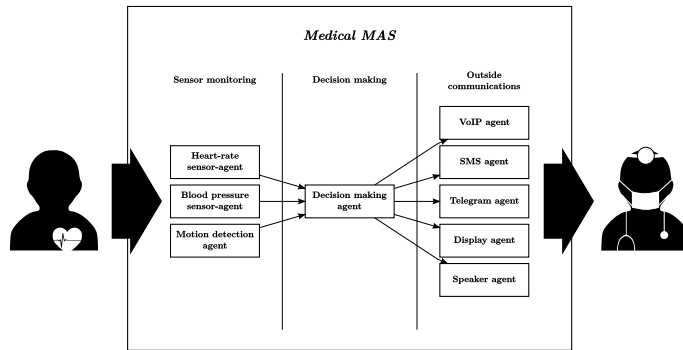 Medical MAS
Sensor monitoring
Decision making
Outside
communications
Heart-rate
sensor-agent
Blood pressure
sensor-agent
Motion detection
agent
Decision making
agent
VoIP agent
SMS agent
Telegram agent
Display agent
Speaker agent